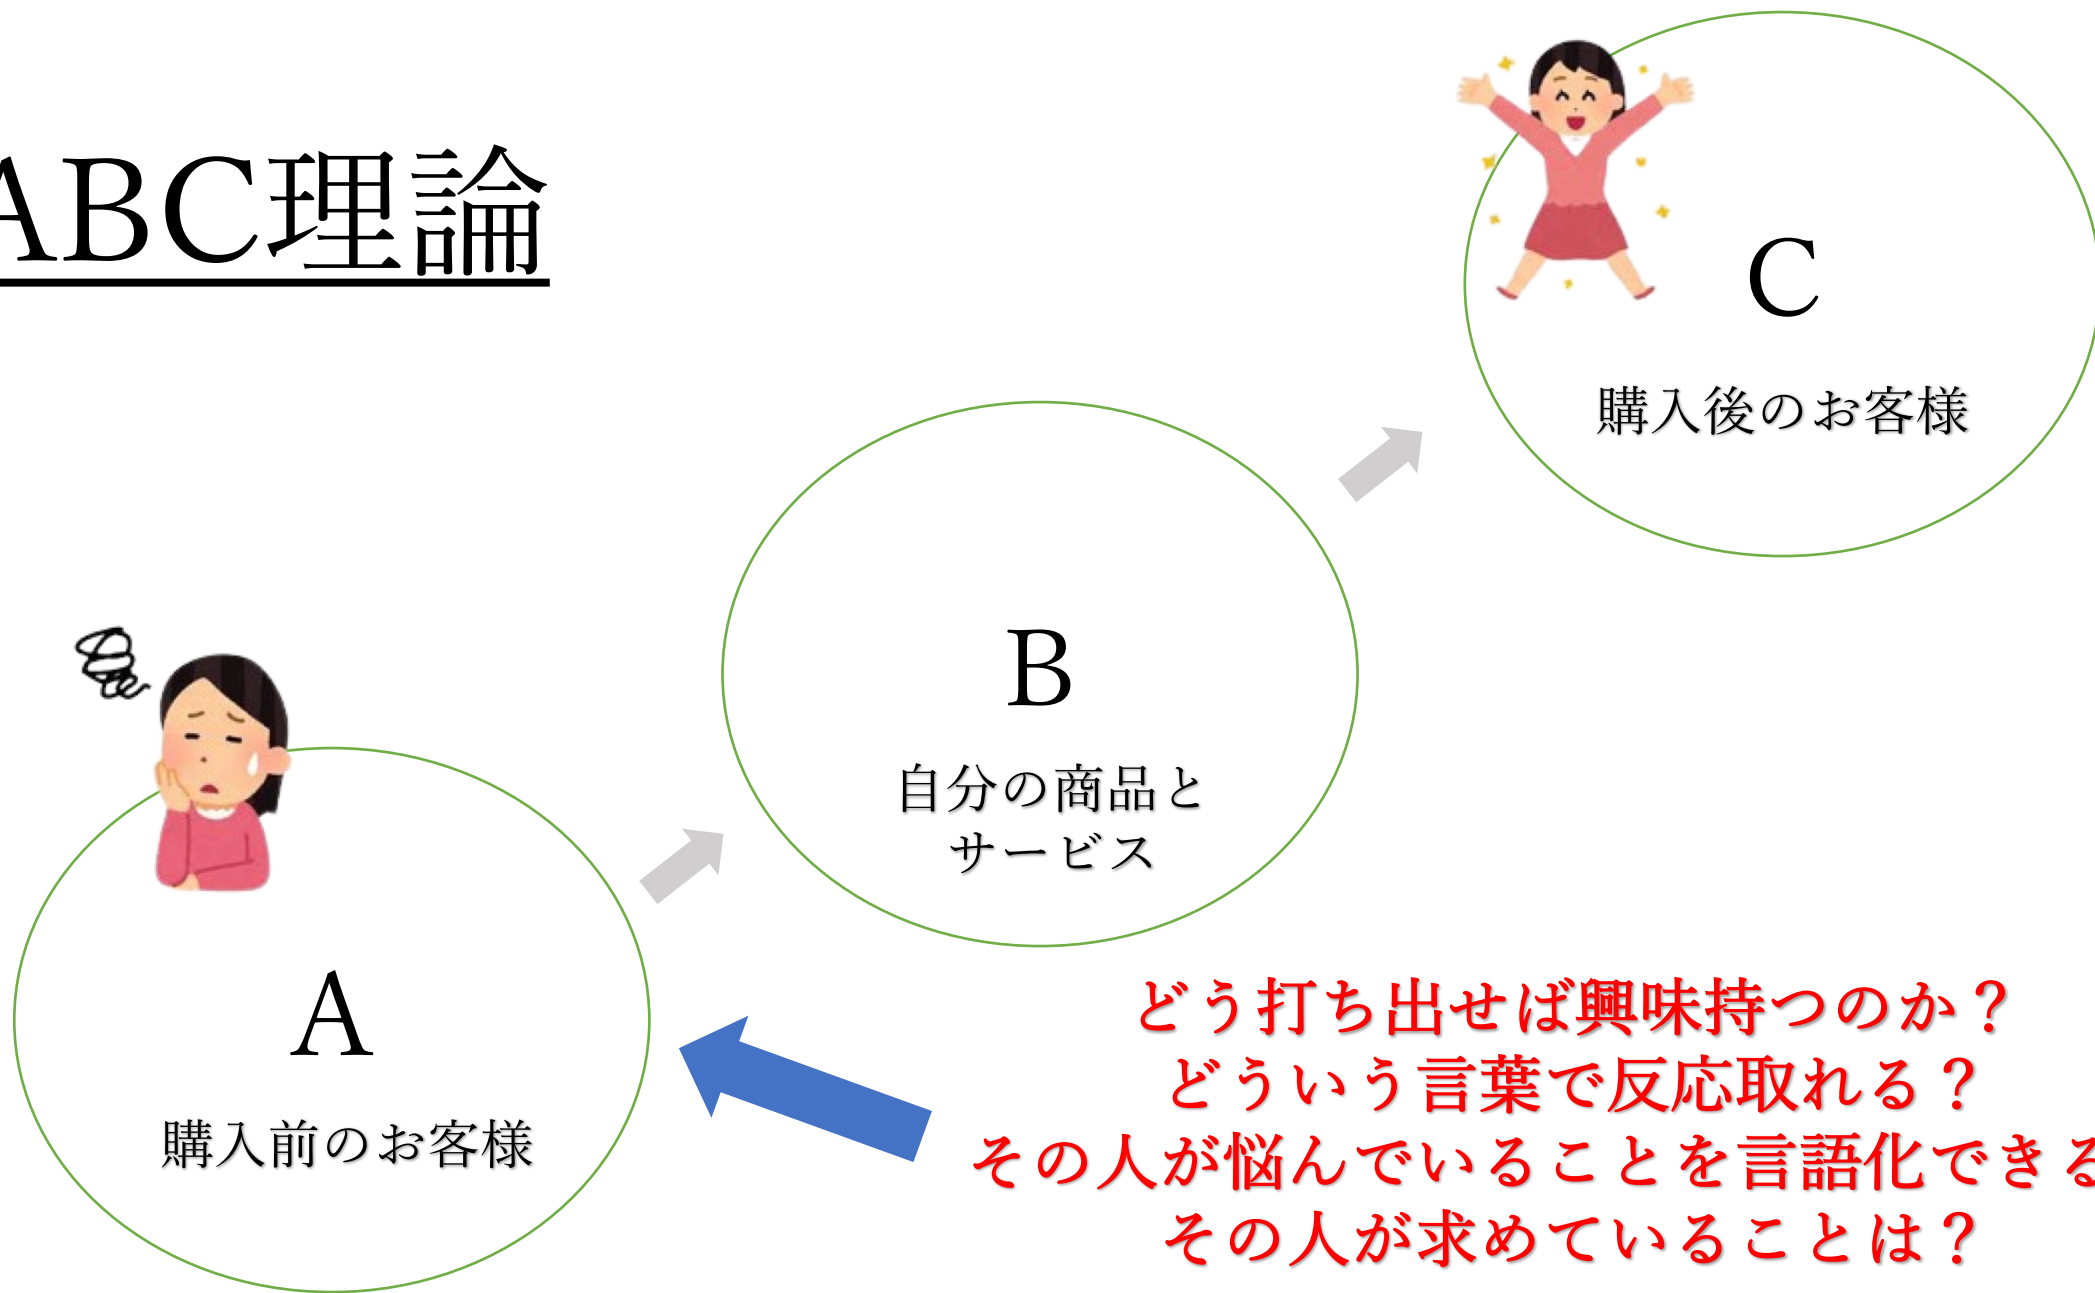 ABC理論
C
購入後のお客様
B
自分の商品と
サービス
A
購入前のお客様
どう打ち出せば興味持つのか？
どういう言葉で反応取れる？
その人が悩んでいることを言語化できる
その人が求めていることは？